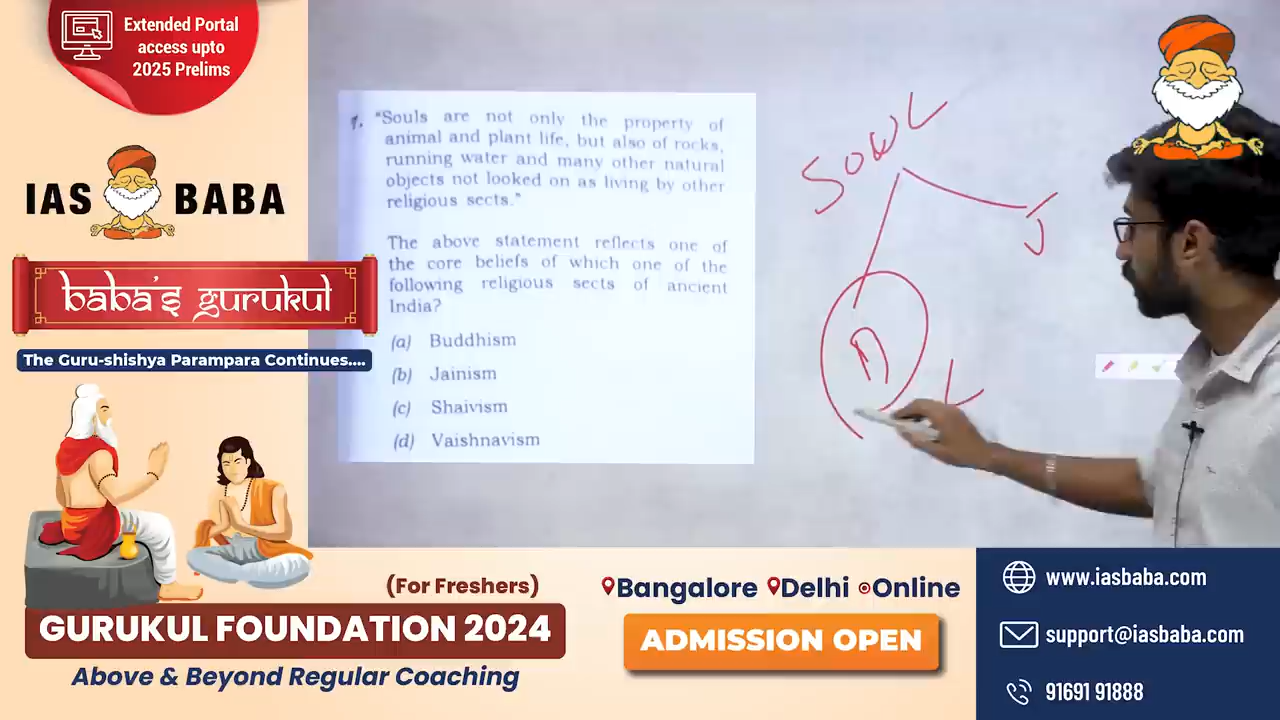 Extended Portal
access upto
2025 Prelims
IAS BABA
baba's gurukul
The Guru-shishya Parampara Continues....
"Souls are not only the property of
animal and plant life, but also of rocks,
running water and many other natural
objects not looked on as living by other
religious sects."
The above statement reflects one of
the core beliefs of which one of the
following religious sects of ancient
India?
(a) Buddhism
(b) Jainism
(c) Shaivism
(d) Vaishnavism
SOUL
J
(For Freshers)
GURUKUL FOUNDATION 2024
Above & Beyond Regular Coaching
Bangalore Delhi Online
ADMISSION OPEN
www.iasbaba.com
support@iasbaba.com
91691 91888